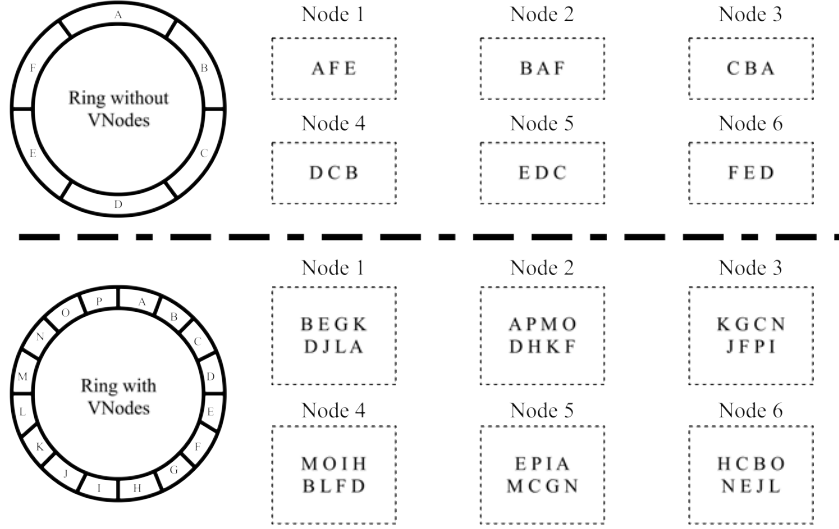 Node 1
Node 2
Node 3
A
F
B
Ring without
VNodes
E
C
D
A F E
B A F
C B A
Node 4
Node 5
Node 6
D C B
E D C
F E D
Node 1
Node 2
Node 3
P
A
O
B
N
C
M
D
L
E
K
F
J
G
I
H
Ring with
VNodes
B E G K
D J L A
A P M O
D H K F
K G C N
J F P I
Node 4
Node 5
Node 6
M O I H
B L F D
E P I A
M C G N
H C B O
N E J L